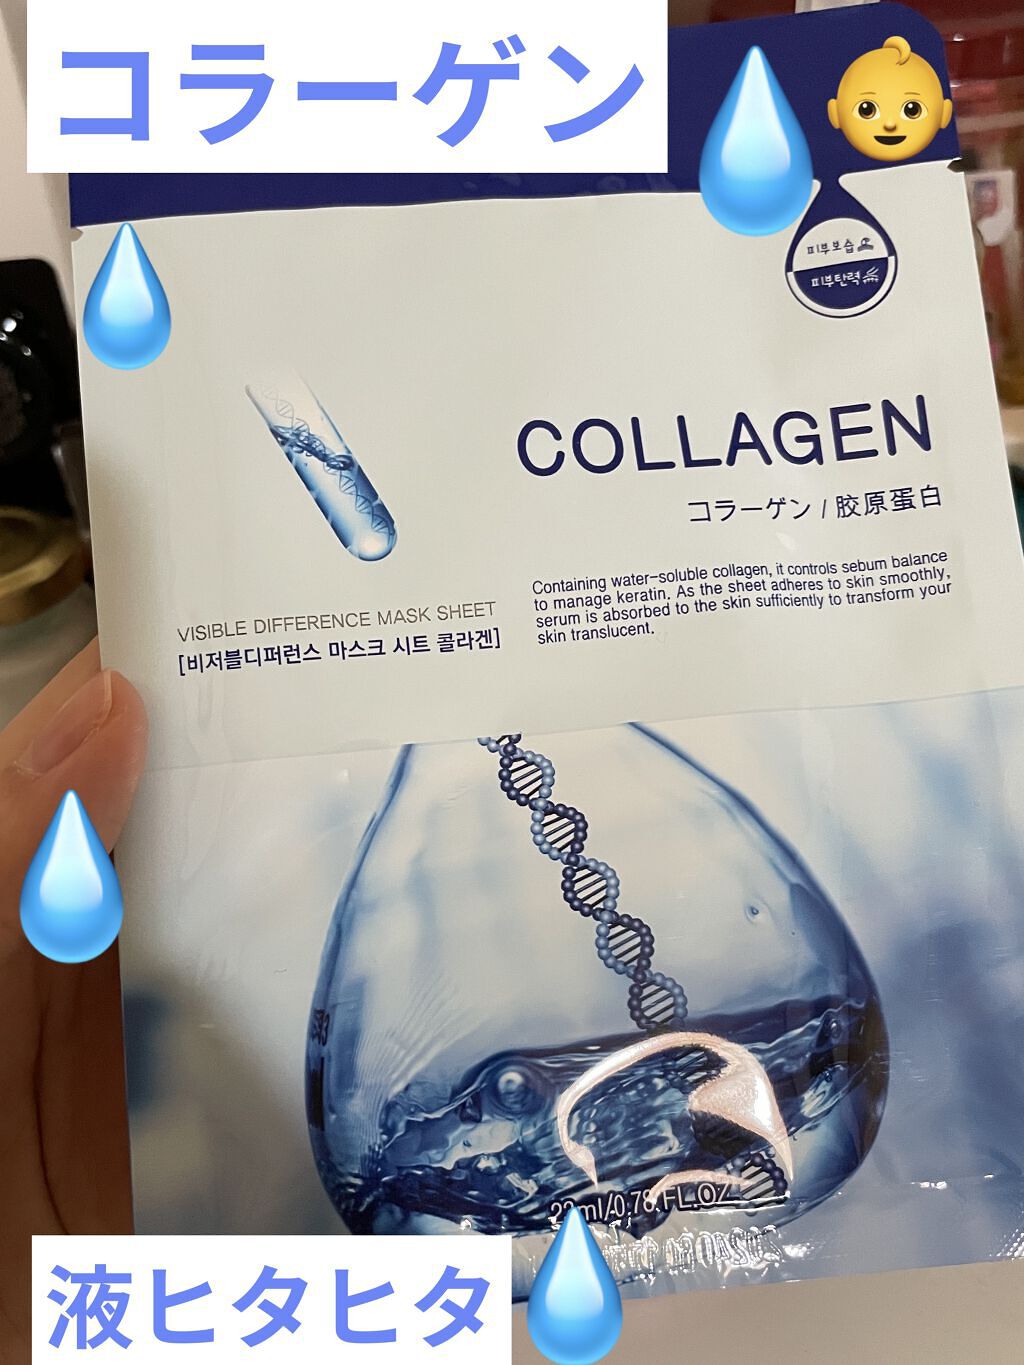 コラーゲン
피부보습
피부탄력
COLLAGEN
コラーゲン / 胶原蛋白
Containing water-soluble collagen, it controls sebum balance
to manage keratin. As the sheet adheres to skin smoothly,
serum is absorbed to the skin sufficiently to transform your
skin translucent.
VISIBLE DIFFERENCE MASK SHEET
[비저블디퍼런스 마스크 시트 콜라겐]
/0.78 FL.OZ
液ヒタヒタ